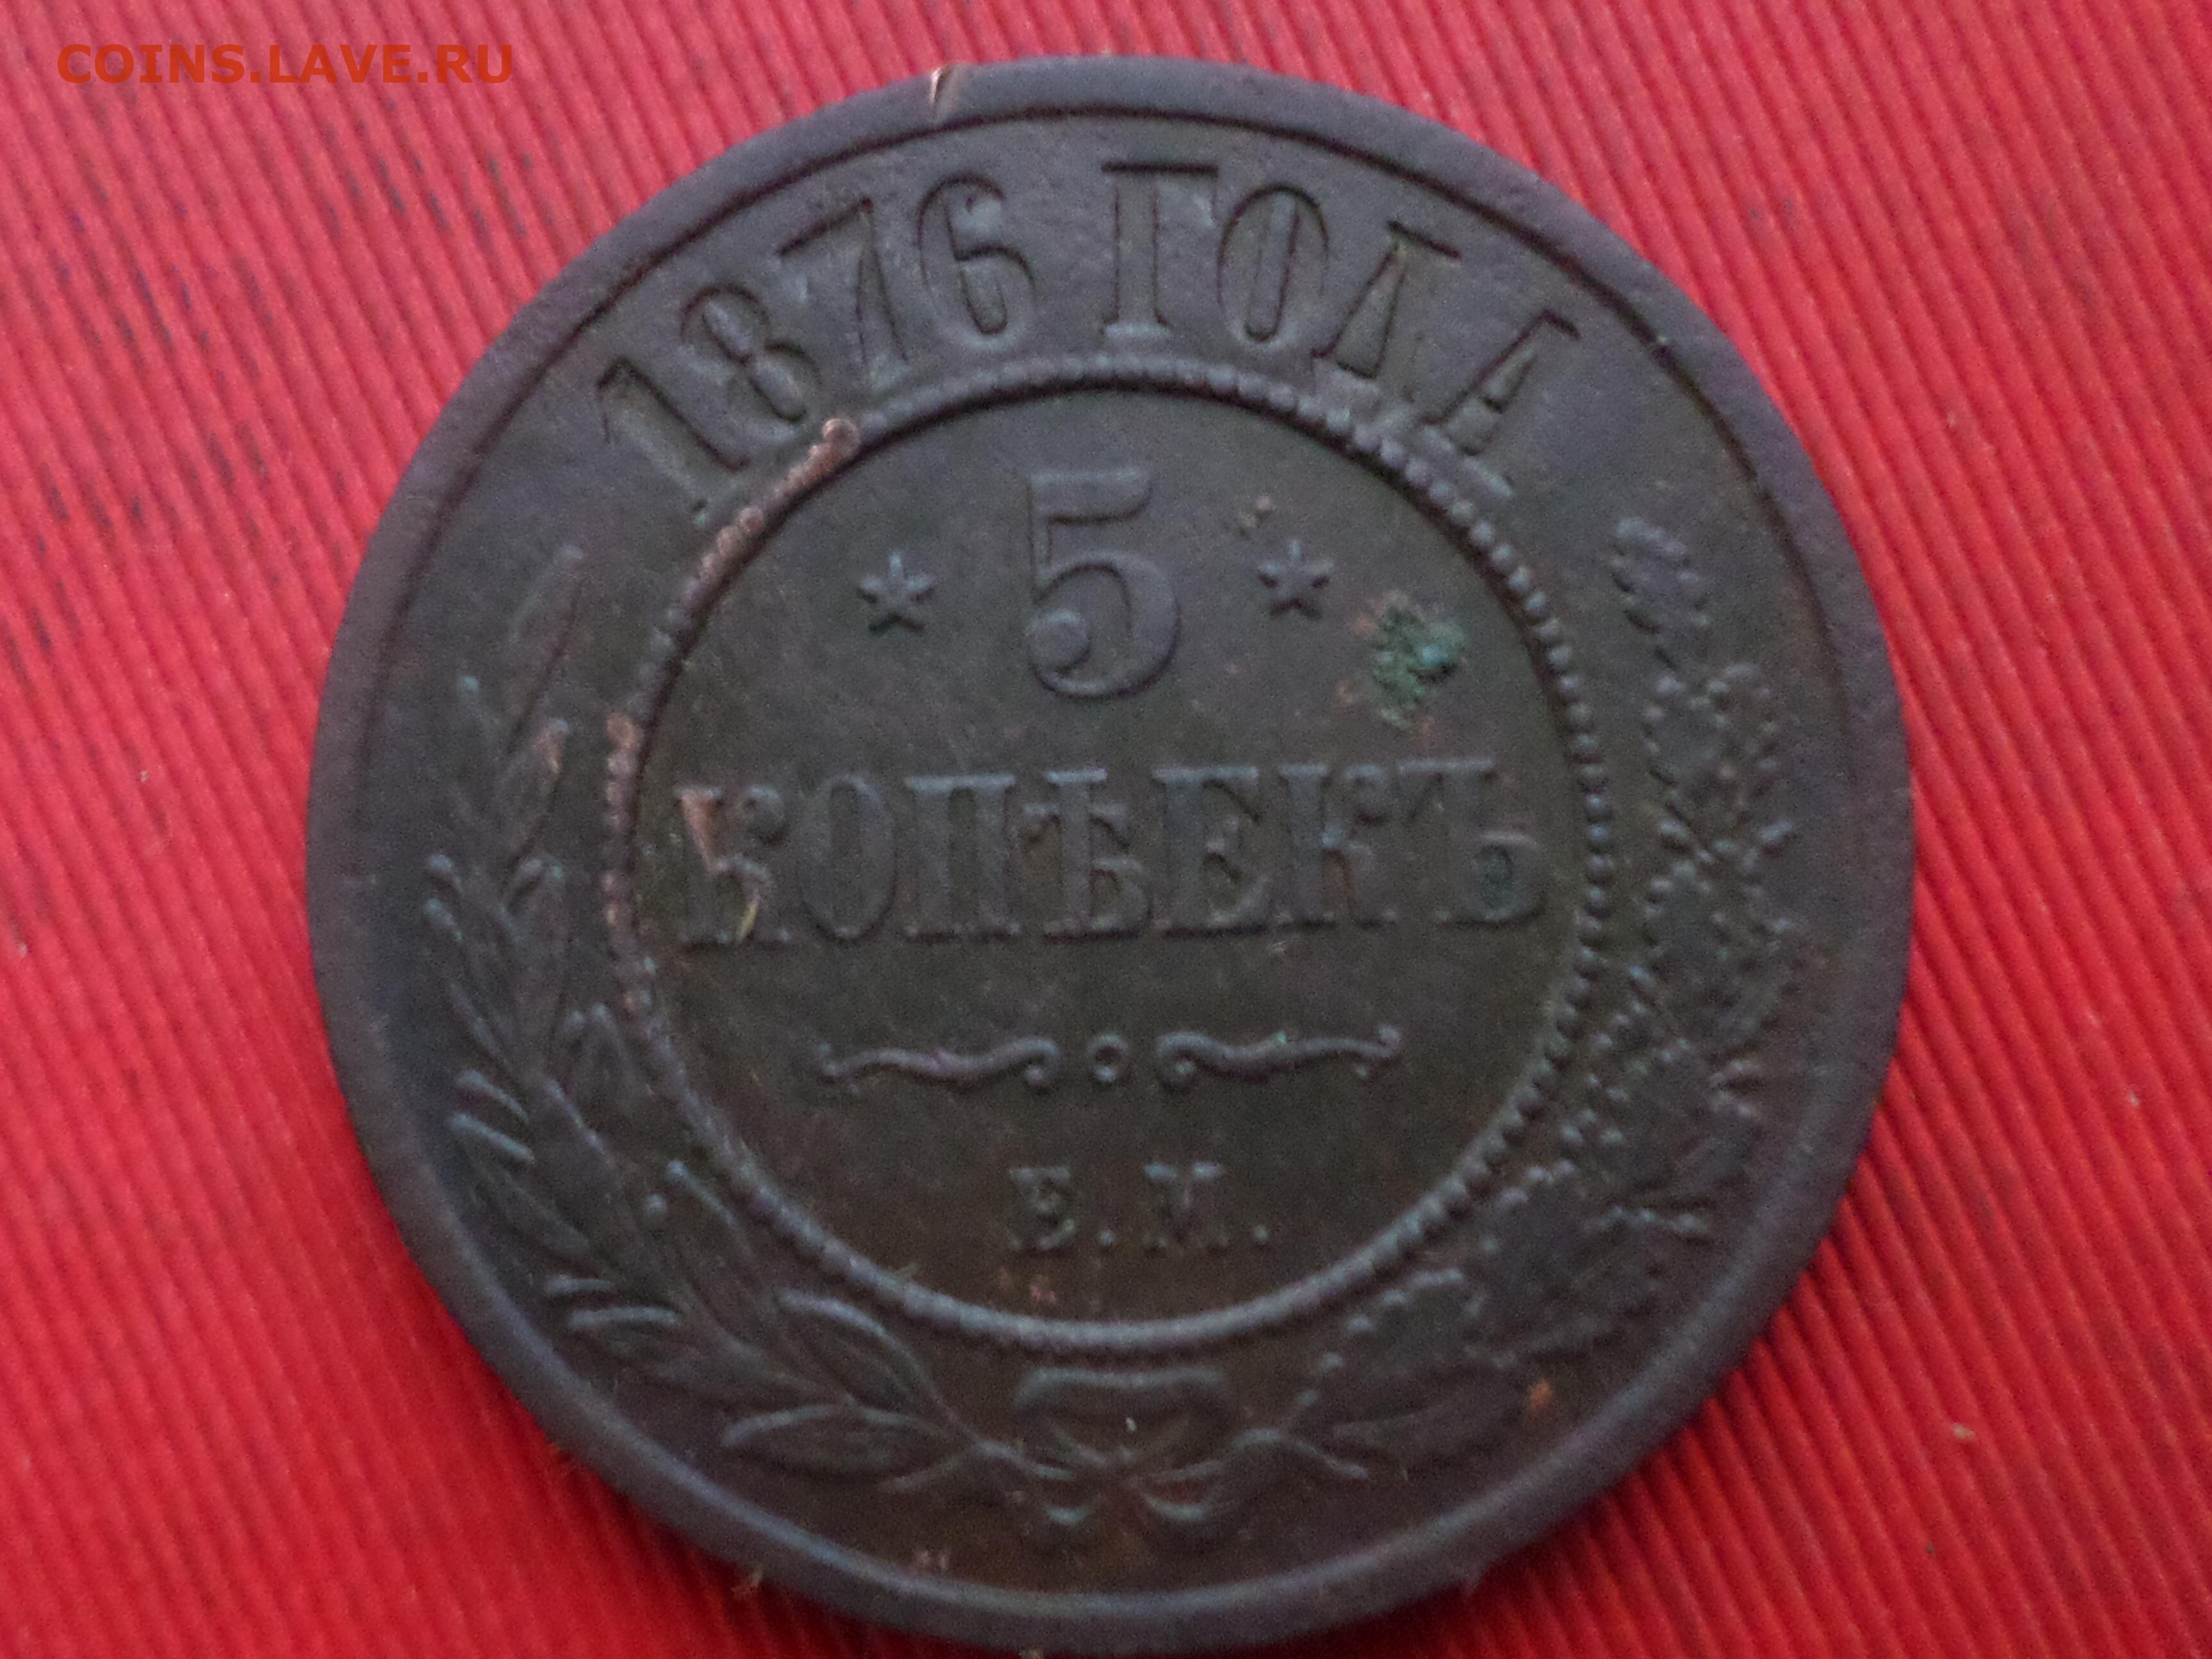 COINS.LAVE.RU
1876 ГОДА
5
КОПѢЕКЪ
Е.М.